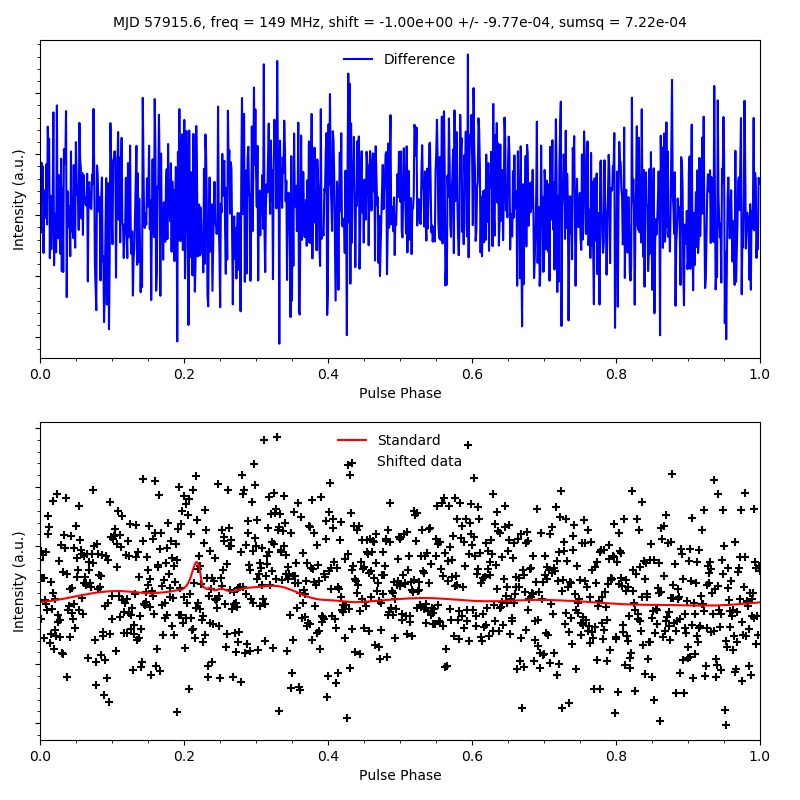 MJD 57915.6, freq = 149 MHz, shift = -1.00e+00 +/- -9.77e-04, sumsq = 7.22e-04
Difference
Intensity (a.u.)
0.0 0.2 0.4 0.6 0.8 1.0
Pulse Phase
Standard
Shifted data
Intensity (a.u.)
0.0 0.2 0.4 0.6 0.8 1.0
Pulse Phase